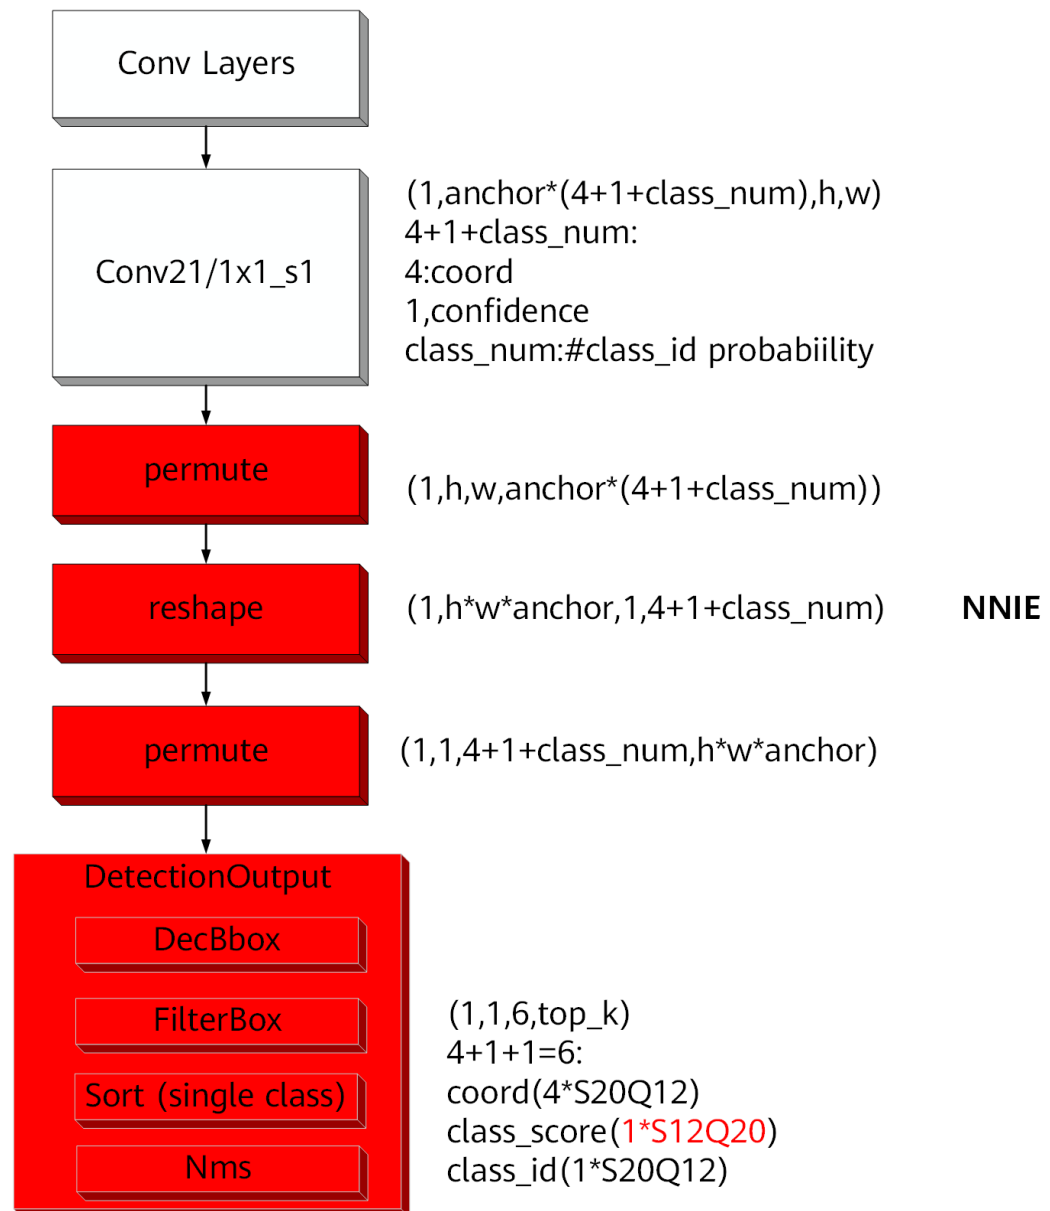 Conv Layers
Conv21/1x1_s1
(1,anchor*(4+1+class_num),h,w)
4+1+class_num:
4:coord
1,confidence
class_num:#class_id probabiility
permute
(1,h,w,anchor*(4+1+class_num))
reshape
(1,h*w*anchor,1,4+1+class_num)
NNIE
permute
(1,1,4+1+class_num,h*w*anchor)
DetectionOutput
DecBbox
FilterBox
Sort (single class)
Nms
(1,1,6,top_k)
4+1+1=6:
coord(4*S20Q12)
class_score(1*S12Q20)
class_id(1*S20Q12)